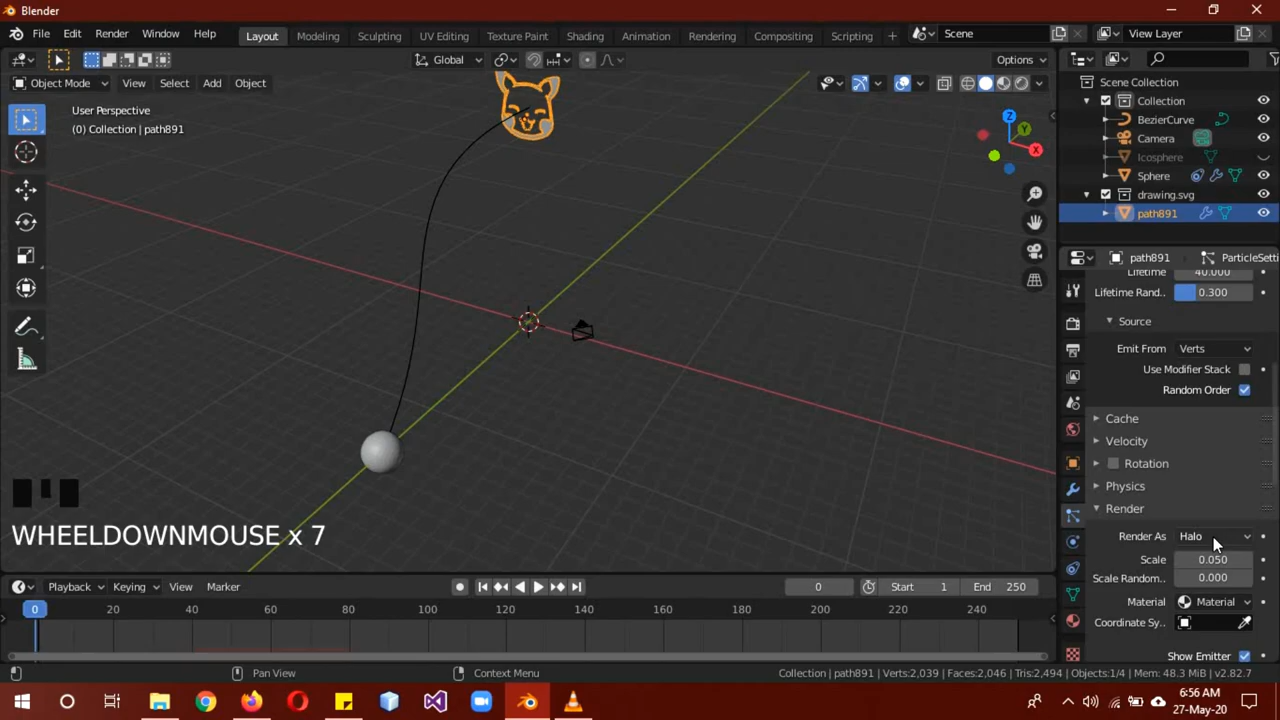 Blender
File Edit Render Window Help Layout Modeling Sculpting UV Editing Texture Paint Shading Animation Rendering Compositing Scripting Scene View Layer
Global Options
Object Mode View Select Add Object
User Perspective
(0) Collection | path891
Z
Y
X
Scene Collection
Collection
BezierCurve
Camera
Icosphere
Sphere
drawing.svg
path891
path891 ParticleSetti
Lifetime 40.000
Lifetime Rand.. 0.300
Source
Emit From Verts
Use Modifier Stack
Random Order
Cache
Velocity
Rotation
Physics
Render
Render As Halo
Scale 0.050
Scale Random.. 0.000
Material Material
Coordinate Sy..
Show Emitter
WHEELDOWNMOUSE x 7
Playback Keying View Marker 0 Start 1 End 250
0 20 40 60 80 100 120 140 160 180 200 220 240
Pan View Context Menu Collection | path891 | Verts:2,039 | Faces:2,046 | Tris:2,494 | Objects:1/4 | Mem: 48.3 MiB | v2.82.7
6:56 AM
27-May-20